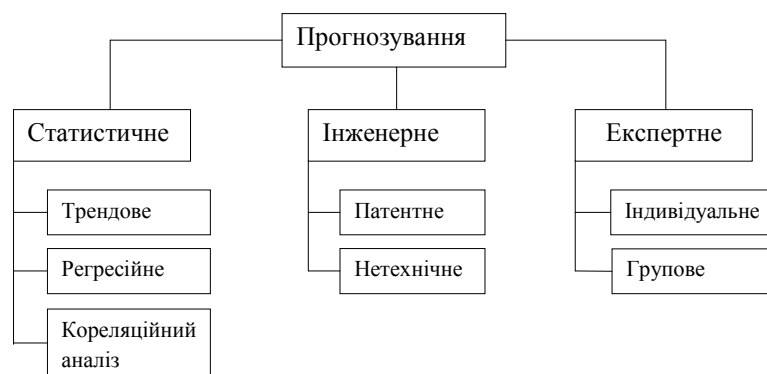 Прогнозування
Статистичне
Інженерне
Експертне
Трендове
Патентне
Індивідуальне
Регресійне
Нетехнічне
Групове
Кореляційний
аналіз